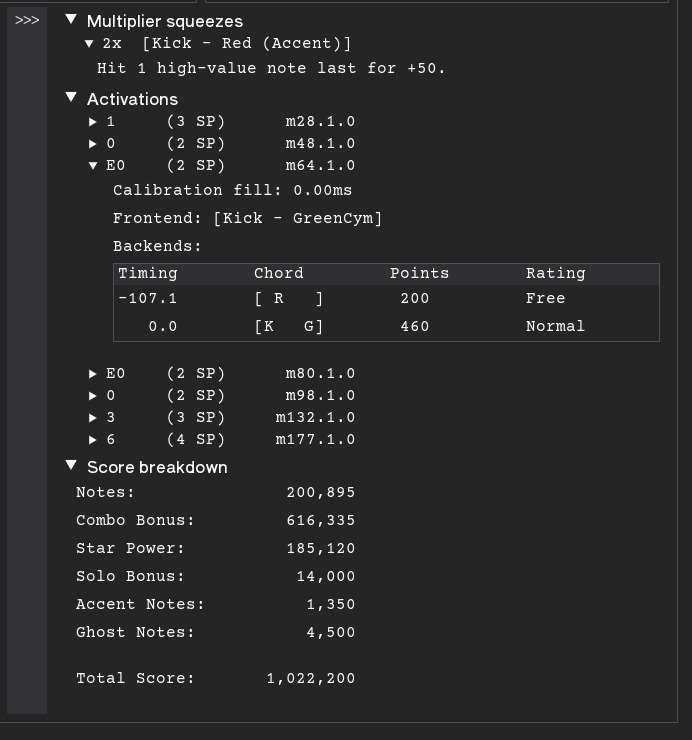 >>>
▼ Multiplier squeezes
▼ 2x [Kick - Red (Accent)]
Hit 1 high-value note last for +50.
▼ Activations
▶ 1 (3 SP) m28.1.0
▶ 0 (2 SP) m48.1.0
▼ E0 (2 SP) m64.1.0
Calibration fill: 0.00ms
Frontend: [Kick - GreenCym]
Backends:
Timing Chord Points Rating
-107.1 [ R   ] 200 Free
0.0 [K   G] 460 Normal
▶ E0 (2 SP) m80.1.0
▶ 0 (2 SP) m98.1.0
▶ 3 (3 SP) m132.1.0
▶ 6 (4 SP) m177.1.0
▼ Score breakdown
Notes: 200,895
Combo Bonus: 616,335
Star Power: 185,120
Solo Bonus: 14,000
Accent Notes: 1,350
Ghost Notes: 4,500
Total Score: 1,022,200